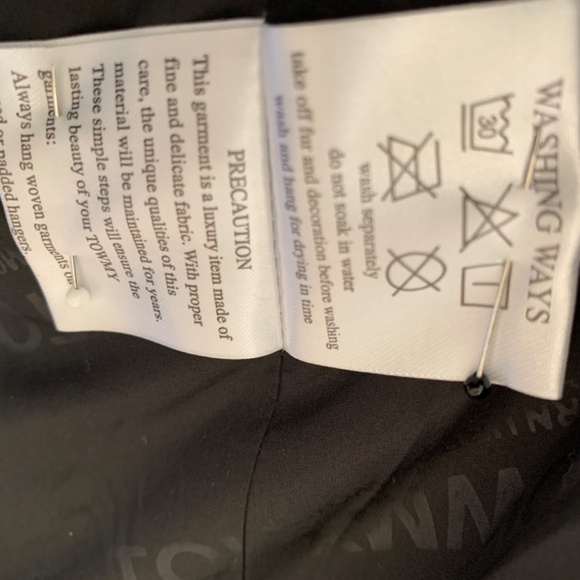 WASHING WAYS
30
wash separately
do not soak in water
take off fur and decoration before washing
wash and hang for drying in time
PRECAUTION
This garment is a luxury item made of
fine and delicate fabric. With proper
care, the unique qualities of this
material will be maintained for years.
These simple steps will ensure the
lasting beauty of your TOWMY
garments:
Always hang woven garments on
or padded hangers.